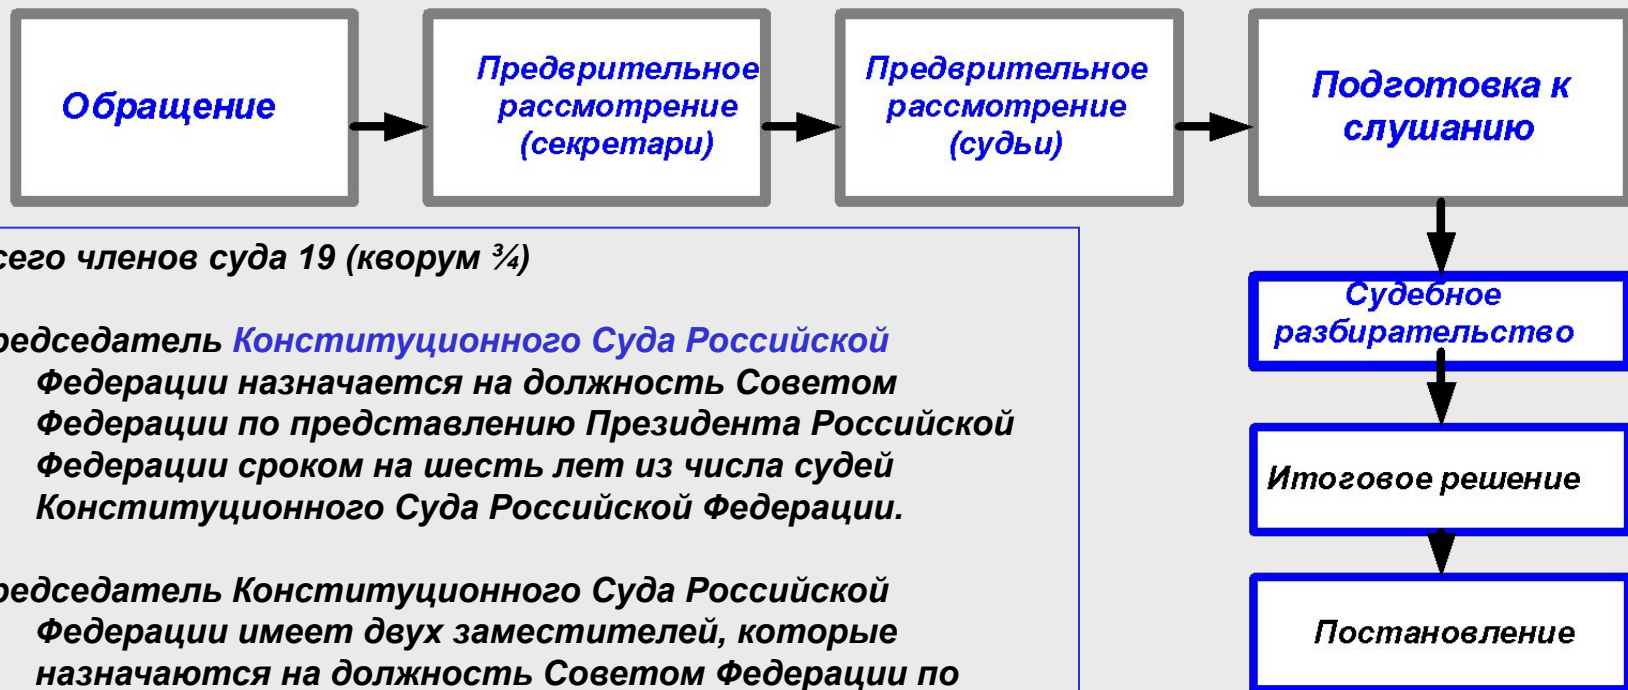 Обращение
Предврительное
рассмотрение
(секретари)
Предврительное
рассмотрение
(судьи)
Подготовка к
слушанию
сего членов суда 19 (кворум ¾)
редседатель Конституционного Суда Российской
Федерации назначается на должность Советом
Федерации по представлению Президента Российской
Федерации сроком на шесть лет из числа судей
Конституционного Суда Российской Федерации.
редседатель Конституционного Суда Российской
Федерации имеет двух заместителей, которые
назначаются на должность Советом Федерации по
Судебное
разбирательство
Итоговое решение
Постановление